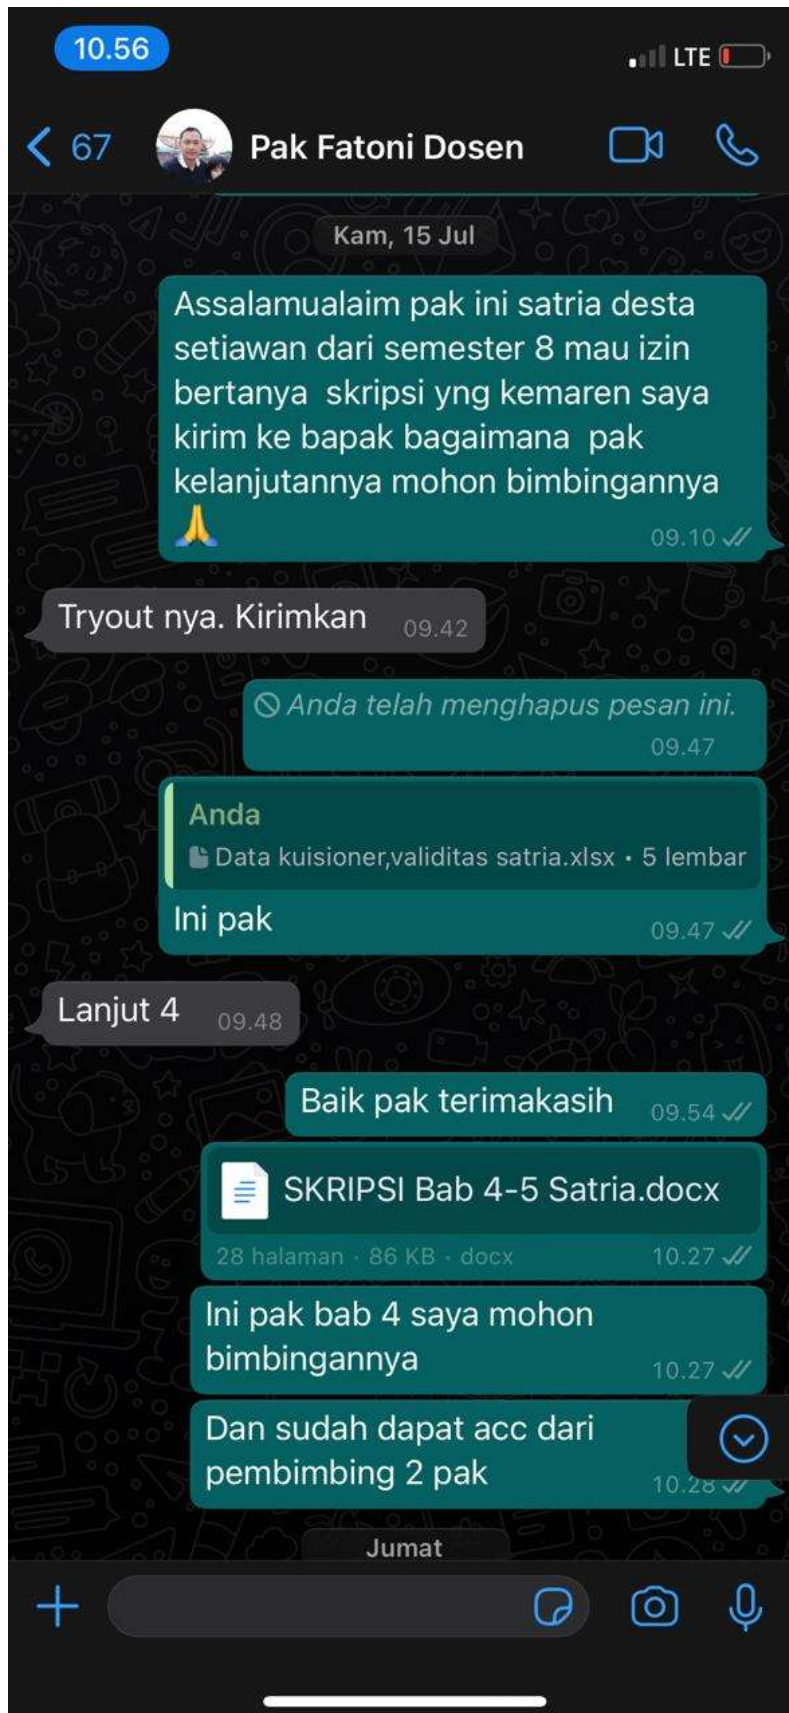 10.56
LTE
67
Pak Fatoni Dosen
Kam, 15 Jul
Assalamualaim pak ini satria desta
setiawan dari semester 8 mau izin
bertanya skripsi yng kemaren saya
kirim ke bapak bagaimana pak
kelanjutannya mohon bimbingannya
🙏
09.10
Tryout nya. Kirimkan
09.42
Anda telah menghapus pesan ini.
09.47
Anda
Data kuisioner,validitas satria.xlsx • 5 lembar
Ini pak
09.47
Lanjut 4
09.48
Baik pak terimakasih
09.54
SKRIPSI Bab 4-5 Satria.docx
28 halaman · 86 KB · docx
10.27
Ini pak bab 4 saya mohon
bimbingannya
10.27
Dan sudah dapat acc dari
pembimbing 2 pak
10.28
Jumat